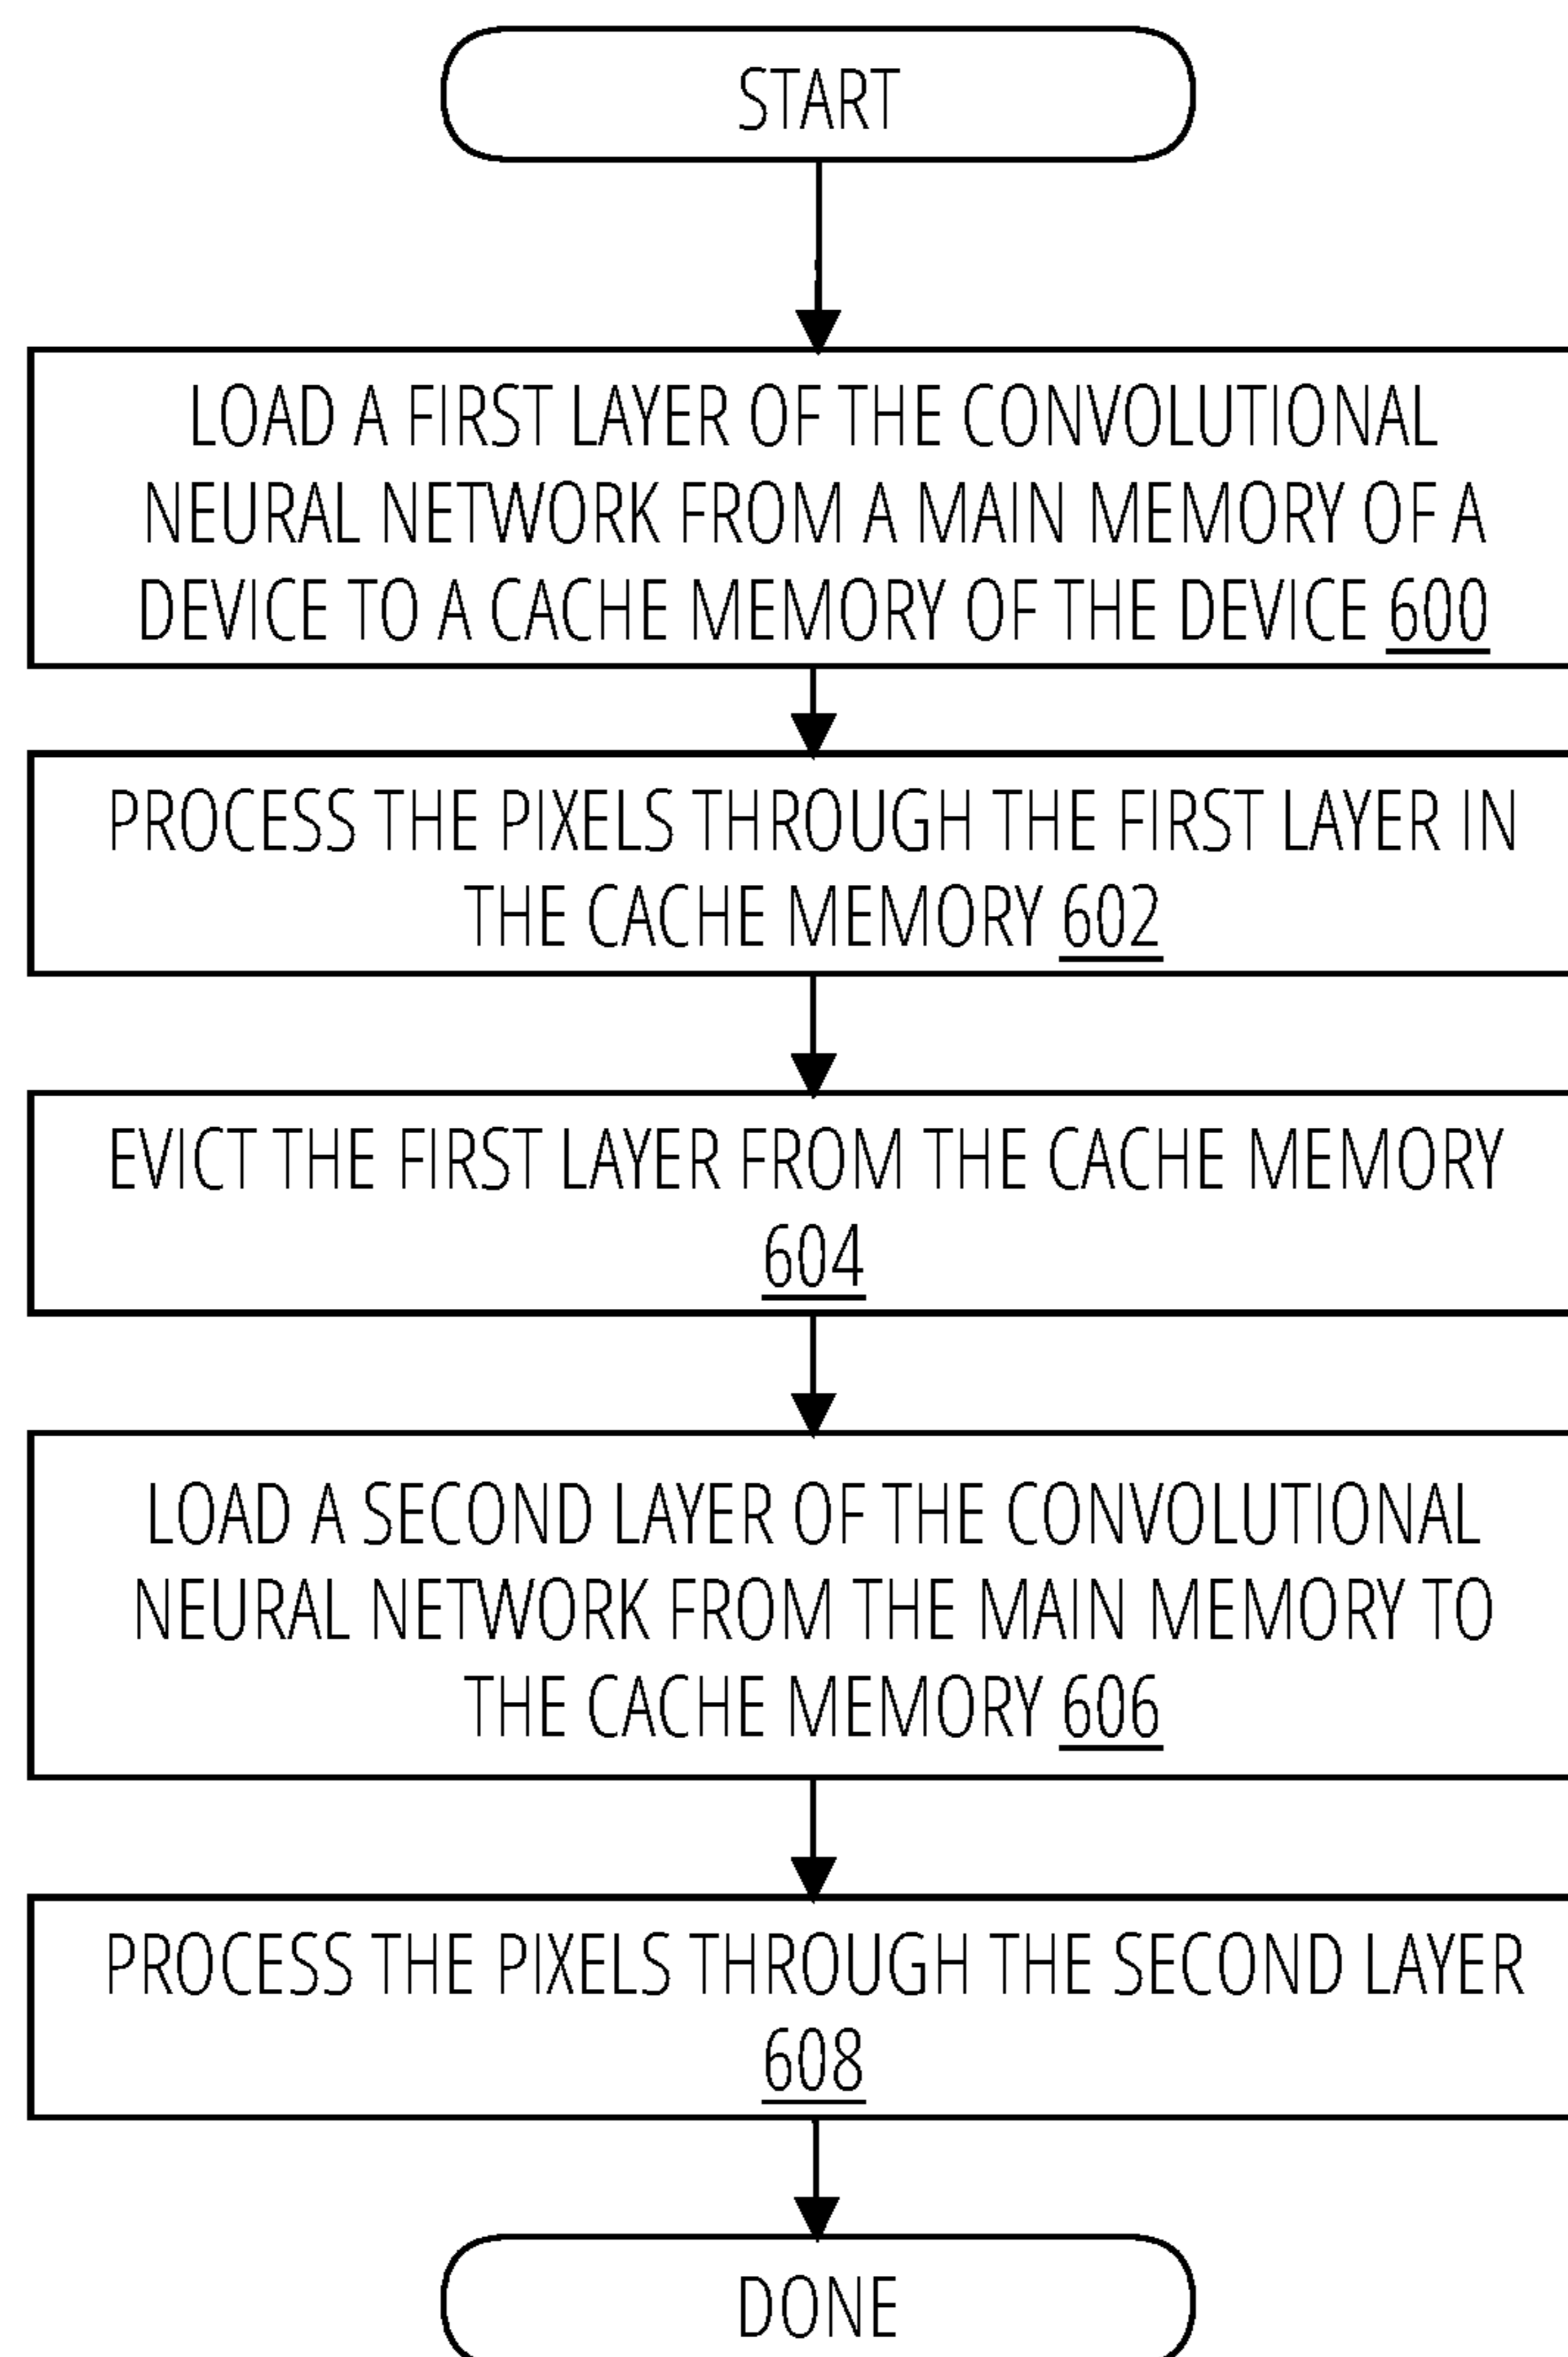 START
LOAD A FIRST LAYER OF THE CONVOLUTIONAL
NEURAL NETWORK FROM A MAIN MEMORY OF A
DEVICE TO A CACHE MEMORY OF THE DEVICE 600
PROCESS THE PIXELS THROUGH THE FIRST LAYER IN
THE CACHE MEMORY 602
EVICT THE FIRST LAYER FROM THE CACHE MEMORY
604
LOAD A SECOND LAYER OF THE CONVOLUTIONAL
NEURAL NETWORK FROM THE MAIN MEMORY TO
THE CACHE MEMORY 606
PROCESS THE PIXELS THROUGH THE SECOND LAYER
608
DONE